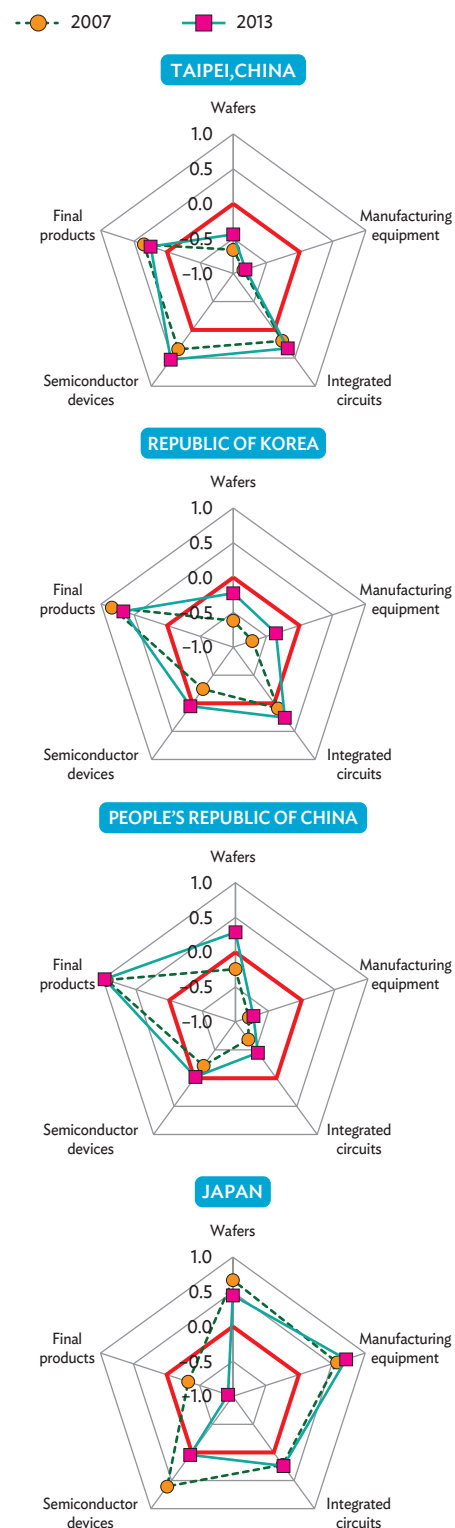 2007 2013
TAIPEI,CHINA
Wafers
1.0
0.5
0.0
-0.5
-1.0
Final
products
Manufacturing
equipment
Semiconductor
devices
Integrated
circuits
REPUBLIC OF KOREA
Wafers
1.0
0.5
0.0
-0.5
−1.0
Final
products
Manufacturing
equipment
Semiconductor
devices
Integrated
circuits
PEOPLE’S REPUBLIC OF CHINA
Wafers
1.0
0.5
0.0
−0.5
−1.0
Final
products
Manufacturing
equipment
Semiconductor
devices
Integrated
circuits
JAPAN
Wafers
1.0
0.5
0.0
−0.5
-1.0
Final
products
Manufacturing
equipment
Semiconductor
devices
Integrated
circuits